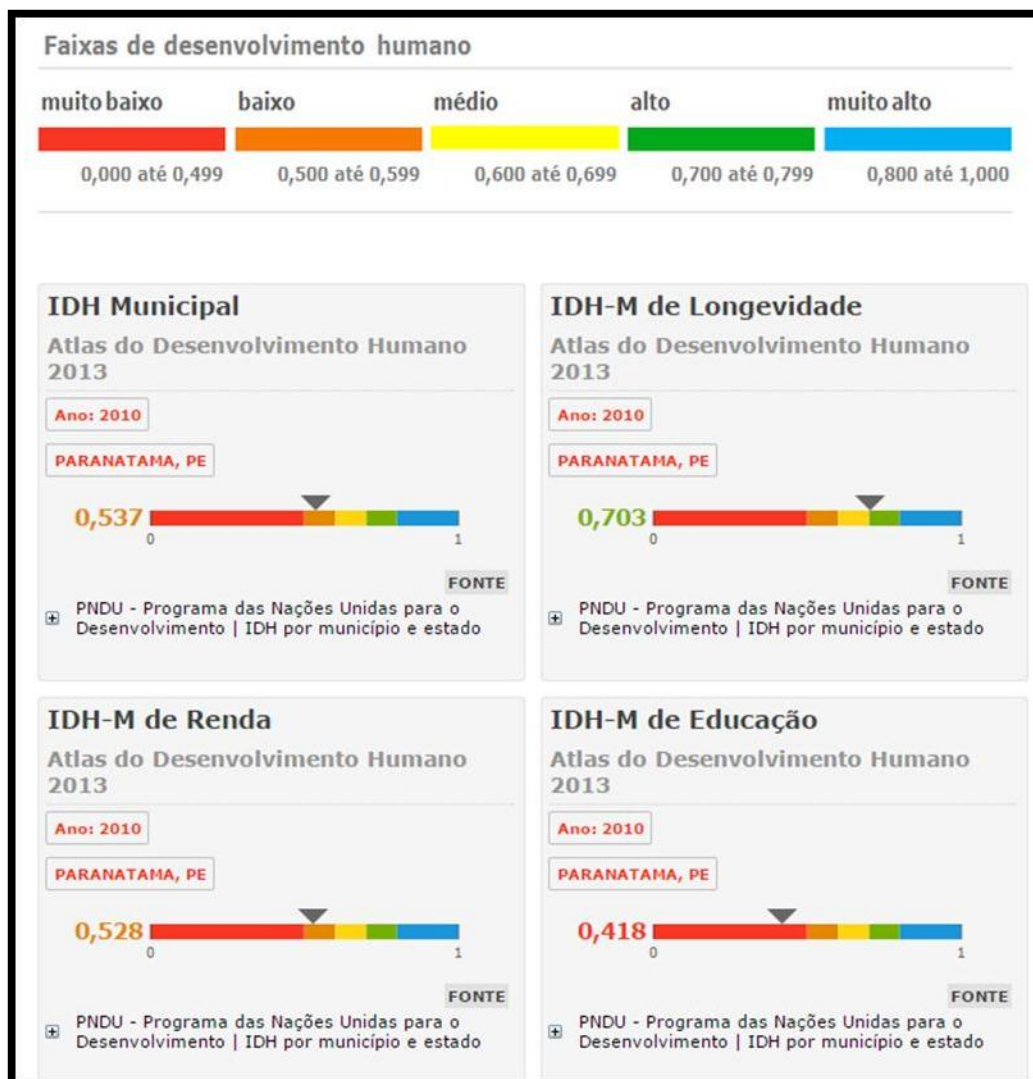 Faixas de desenvolvimento humano
muito baixo baixo médio alto muito alto
0,000 até 0,499 0,500 até 0,599 0,600 até 0,699 0,700 até 0,799 0,800 até 1,000
IDH Municipal
Atlas do Desenvolvimento Humano
2013
Ano: 2010
PARANATAMA, PE
0,537
0 1
FONTE
PNDU - Programa das Nações Unidas para o
Desenvolvimento | IDH por município e estado
IDH-M de Longevidade
Atlas do Desenvolvimento Humano
2013
Ano: 2010
PARANATAMA, PE
0,703
0 1
FONTE
PNDU - Programa das Nações Unidas para o
Desenvolvimento | IDH por município e estado
IDH-M de Renda
Atlas do Desenvolvimento Humano
2013
Ano: 2010
PARANATAMA, PE
0,528
0 1
FONTE
PNDU - Programa das Nações Unidas para o
Desenvolvimento | IDH por município e estado
IDH-M de Educação
Atlas do Desenvolvimento Humano
2013
Ano: 2010
PARANATAMA, PE
0,418
0 1
FONTE
PNDU - Programa das Nações Unidas para o
Desenvolvimento | IDH por município e estado